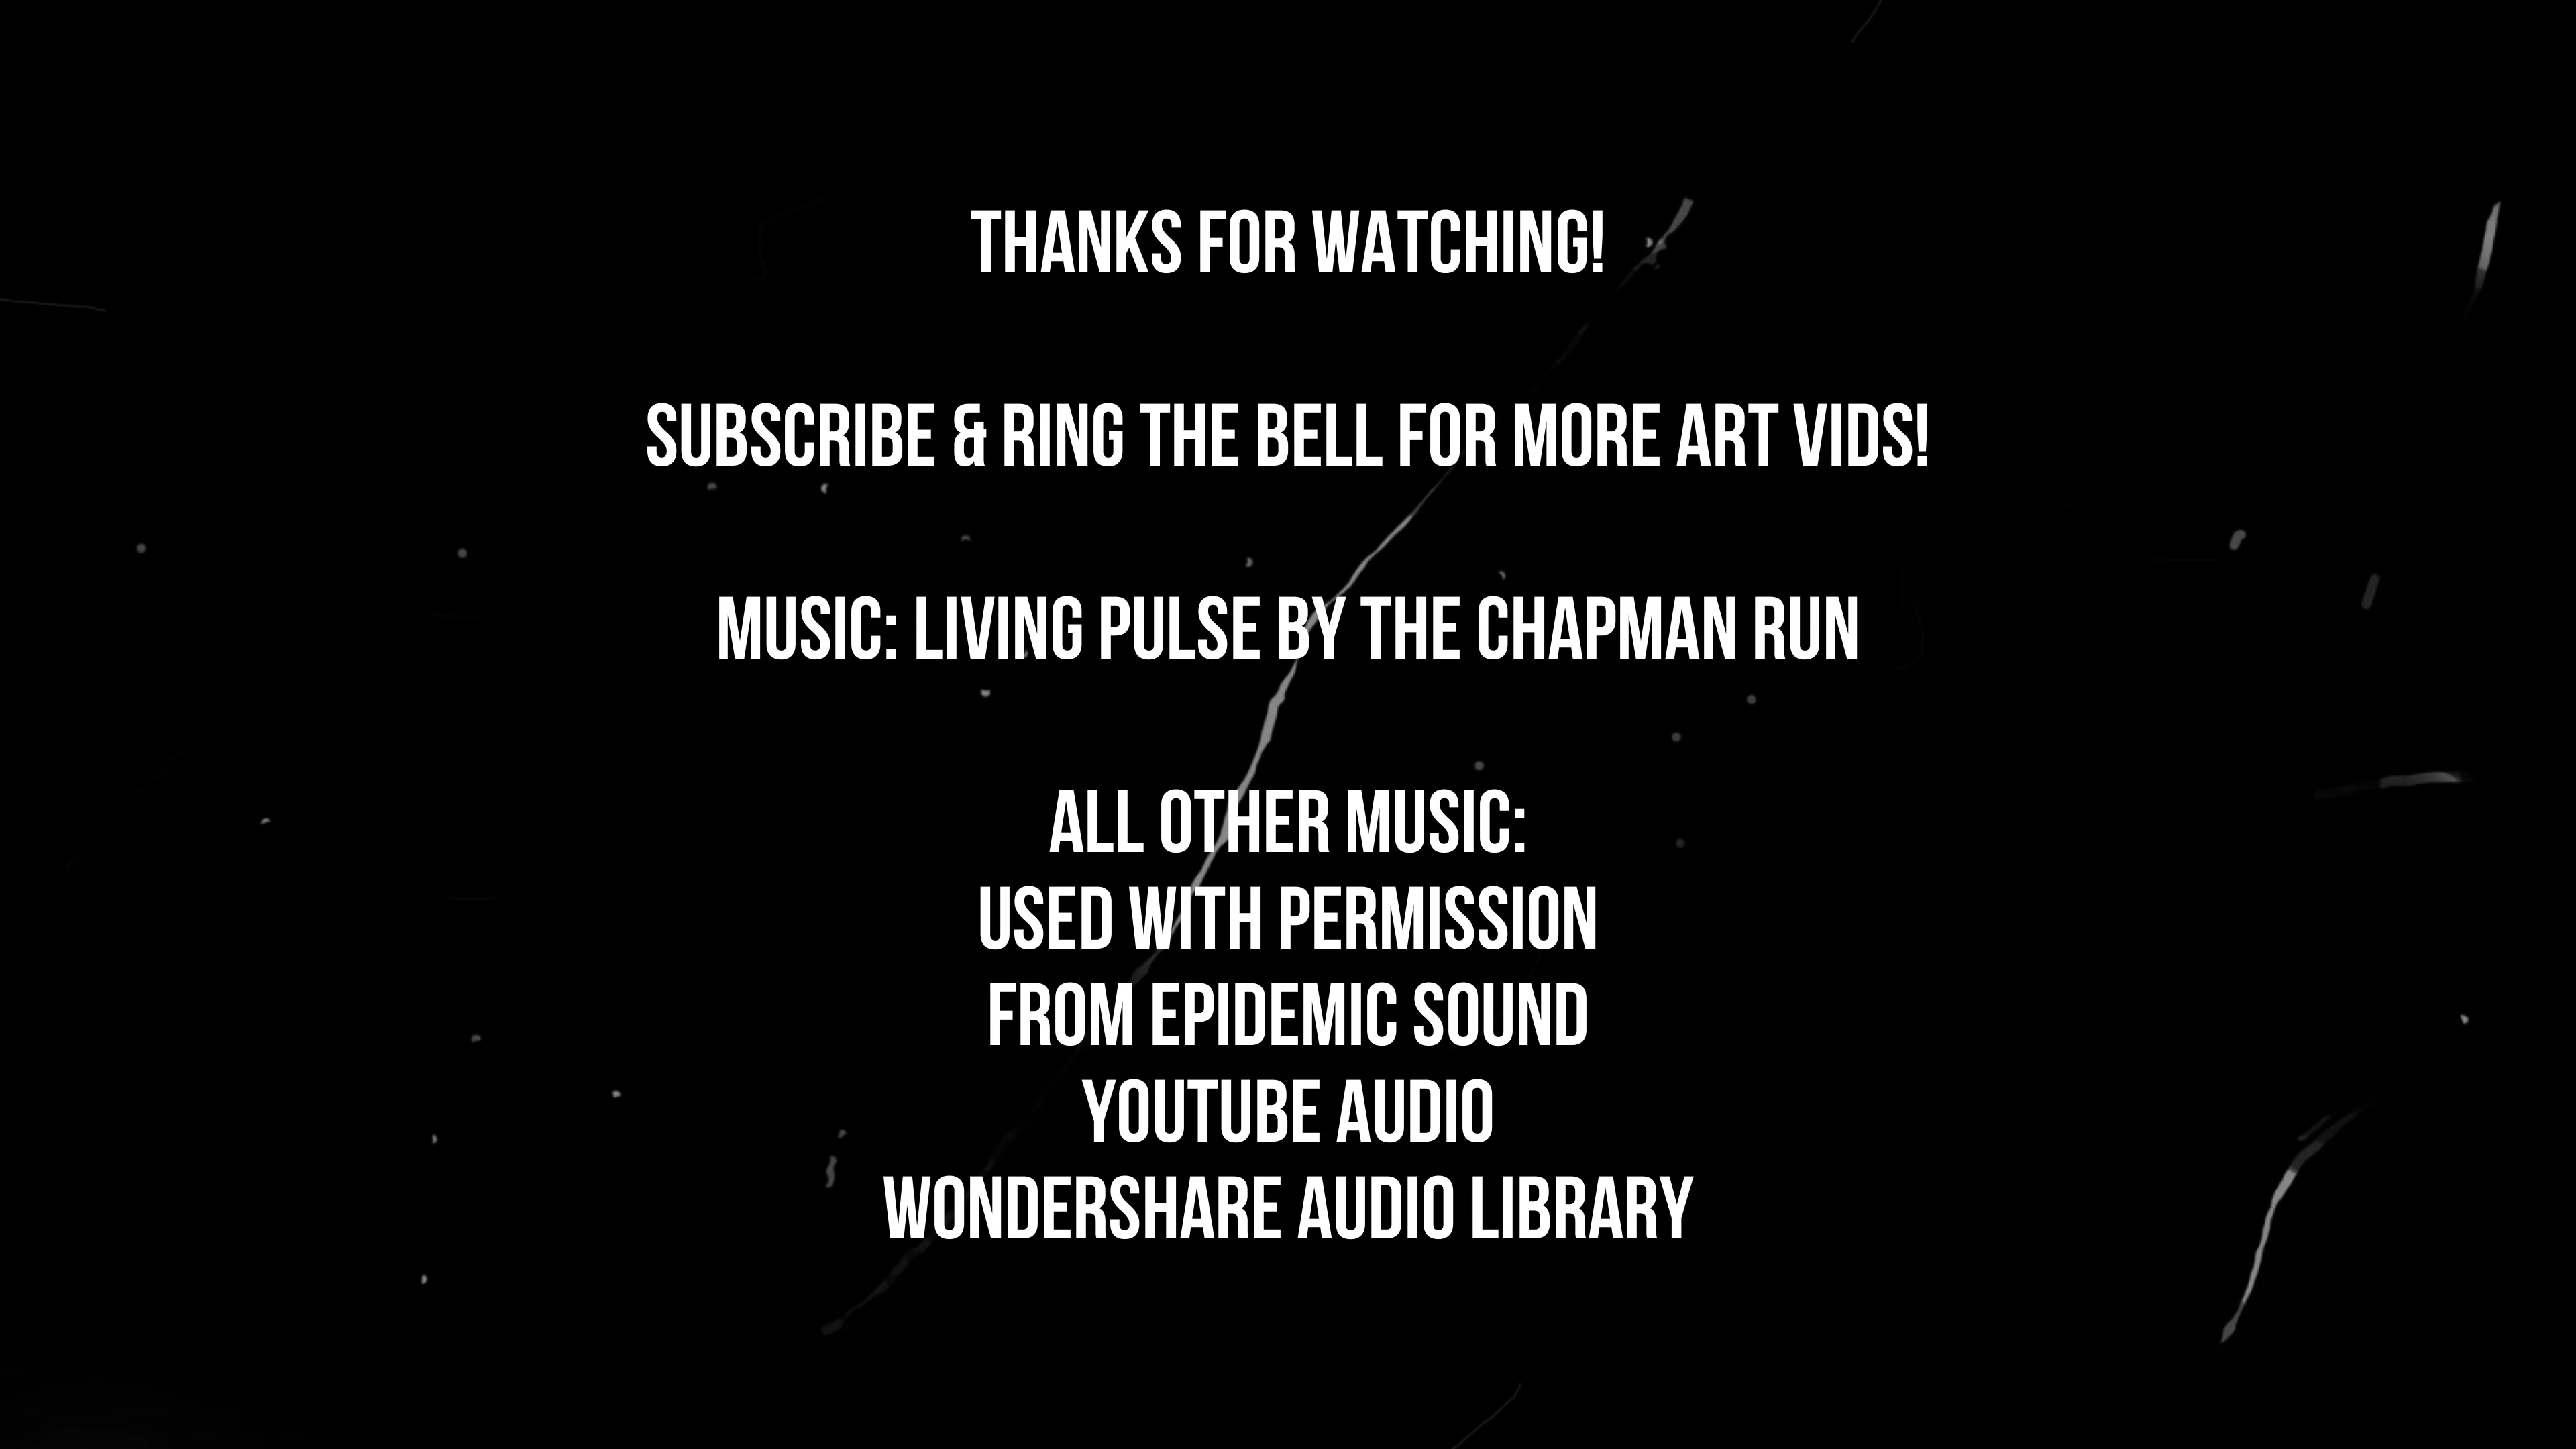 THANKS FOR WATCHING!
SUBSCRIBE & RING THE BELL FOR MORE ART VIDS!
MUSIC: LIVING PULSE BY THE CHAPMAN RUN
ALL OTHER MUSIC:
USED WITH PERMISSION
FROM EPIDEMIC SOUND
YOUTUBE AUDIO
WONDERSHARE AUDIO LIBRARY